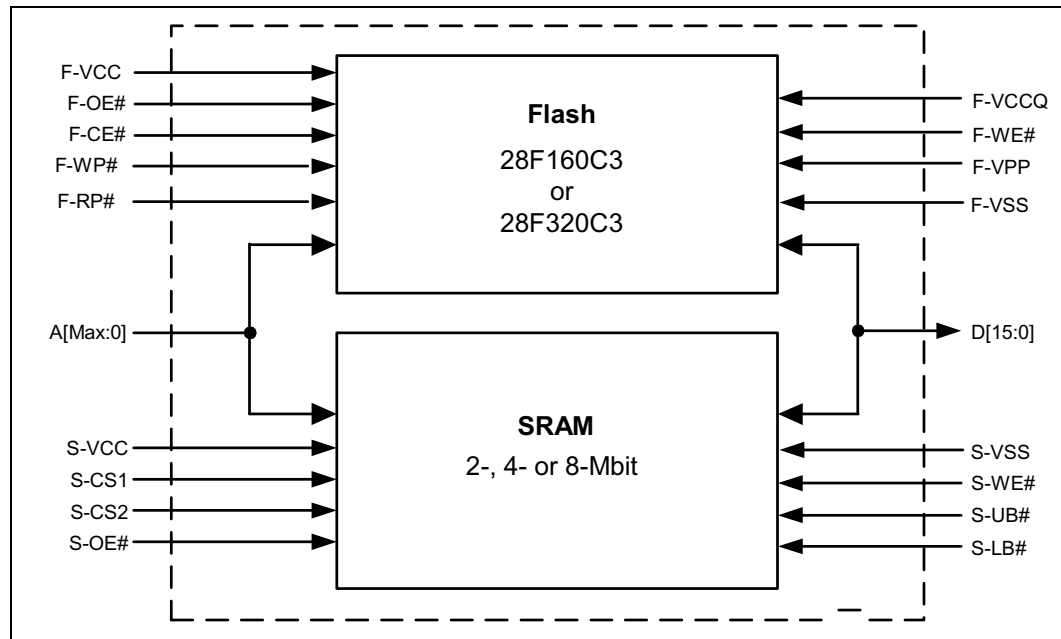 F-VCC
F-OE#
F-CE#
F-WP#
F-RP#
Flash
28F160C3
or
28F320C3
F-VCCQ
F-WE#
F-VPP
F-VSS
A[Max:0]
D[15:0]
S-VCC
S-CS1
S-CS2
S-OE#
SRAM
2-, 4- or 8-Mbit
S-VSS
S-WE#
S-UB#
S-LB#